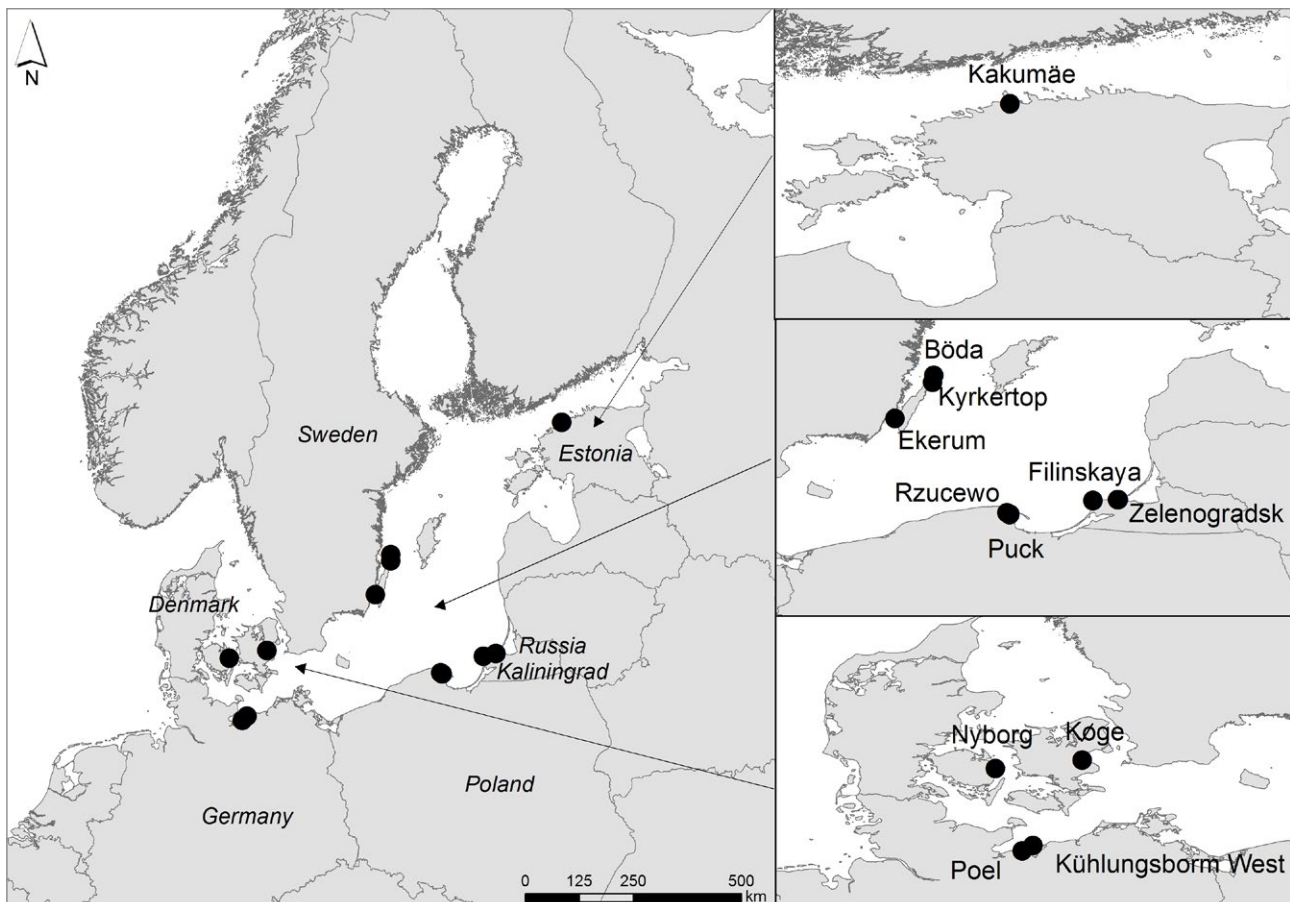 N
Sweden
Estonia
Denmark
Russia
Kaliningrad
Poland
Germany
0 125 250 500
km
Kakumäe
Böda
Kyrkertop
Ekerum
Filinskaya
Rzucewo
Zelenogradsk
Puck
Nyborg
Køge
Poel
Kühlungsborm West